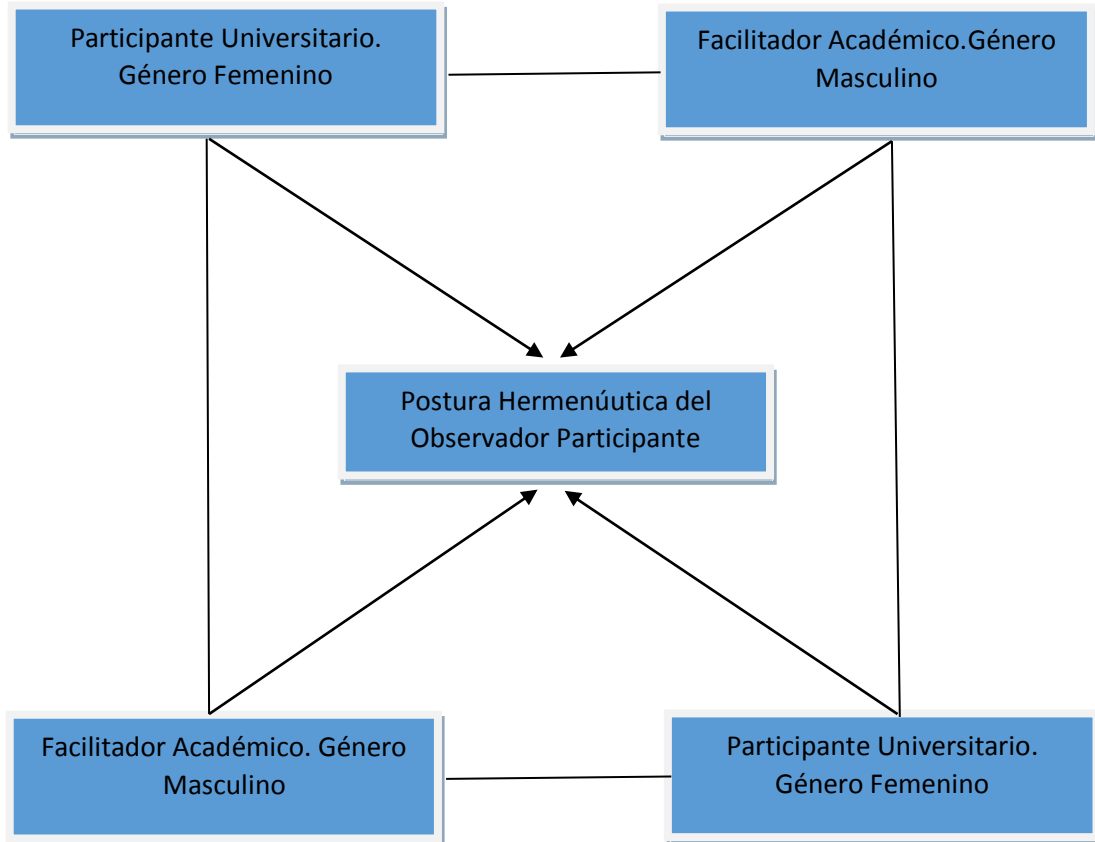 Participante Universitario.
Género Femenino
Facilitador Académico.Género
Masculino
Postura Hermenúutica del
Observador Participante
Facilitador Académico. Género
Masculino
Participante Universitario.
Género Femenino